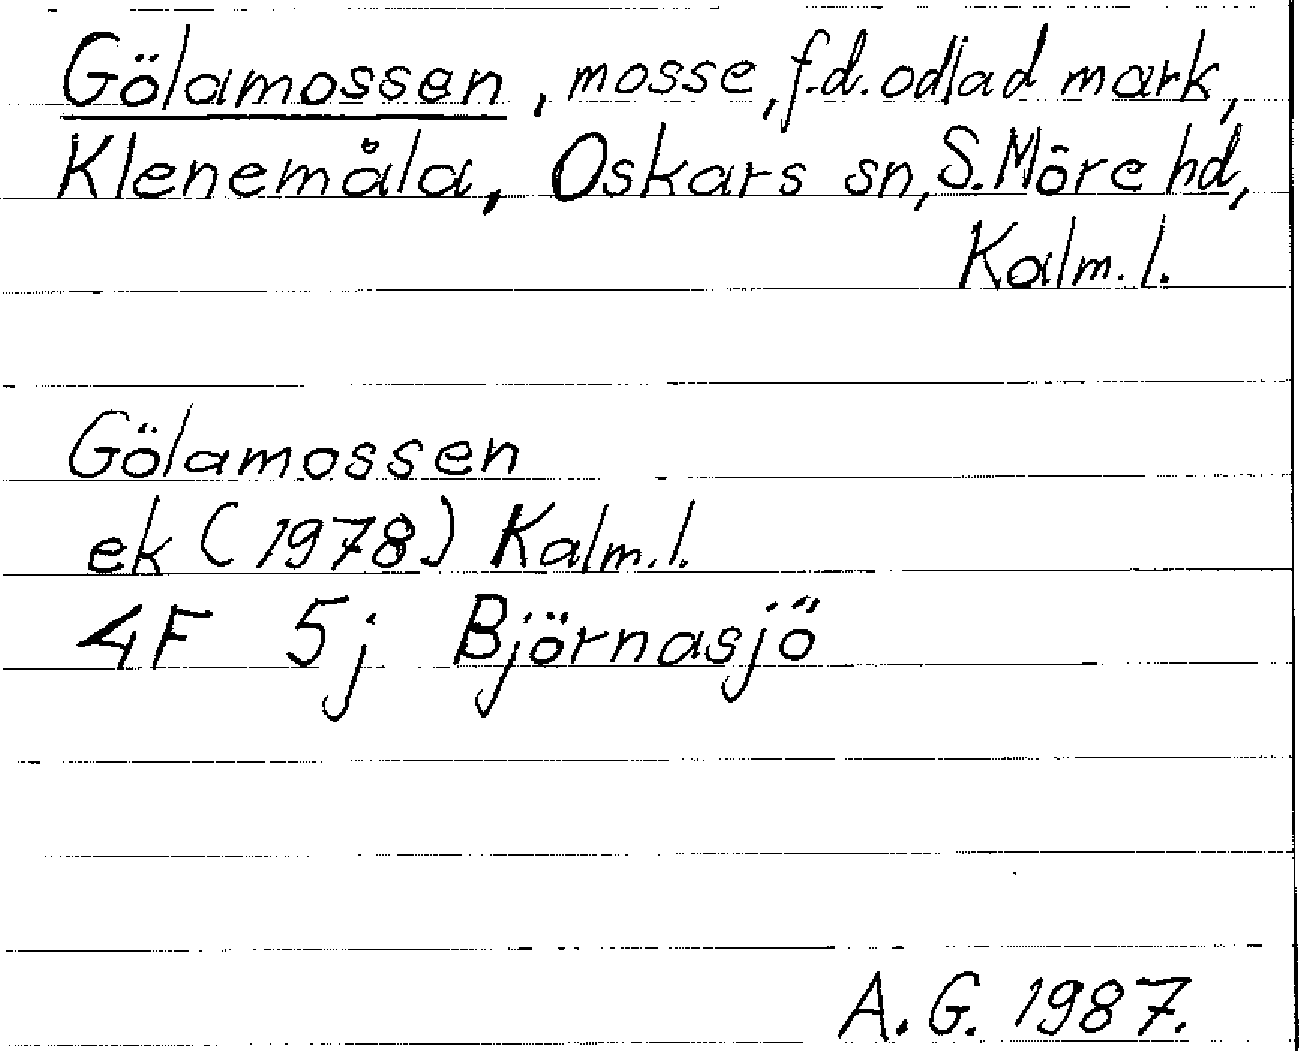 Gölamossen, mosse, f.d. odlad mark,
Klenemåla, Oskars sn, S. Möre hd,
Kalm. l.
Gölamossen
ek (1978) Kalm. l.
4F 5j Björnasjö
A. G. 1987.